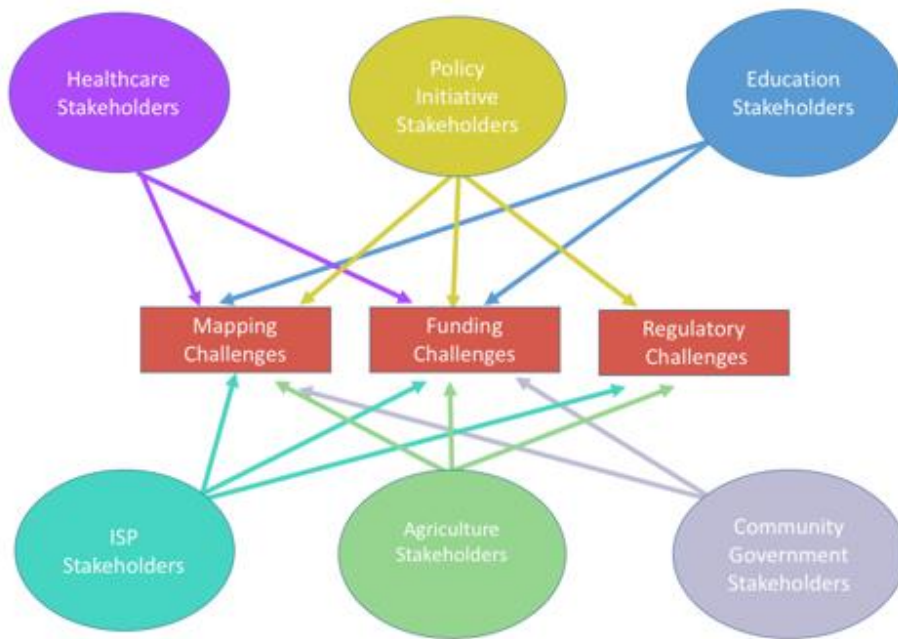 Healthcare
Stakeholders
Policy
Initiative
Stakeholders
Education
Stakeholders
Mapping
Challenges
Funding
Challenges
Regulatory
Challenges
ISP
Stakeholders
Agriculture
Stakeholders
Community
Government
Stakeholders